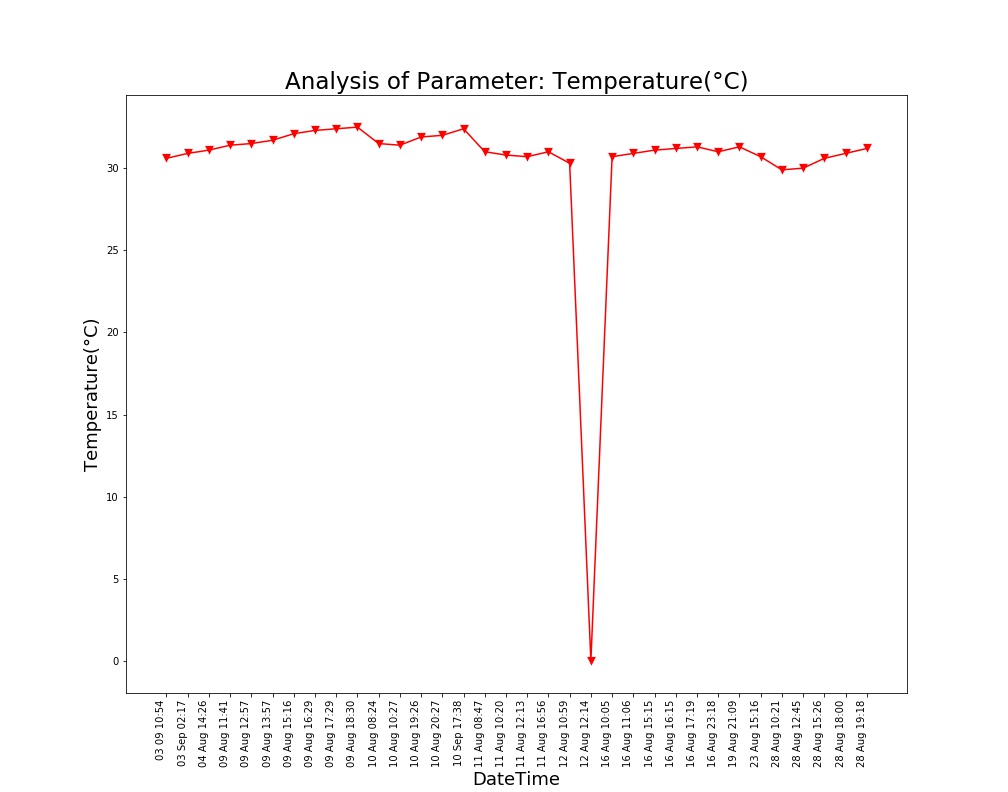 Analysis of Parameter: Temperature(°C)
Temperature(°C)
30
25
20
15
10
5
0
03 09 10:54
03 Sep 02:17
04 Aug 14:26
09 Aug 11:41
09 Aug 12:57
09 Aug 13:57
09 Aug 15:16
09 Aug 16:29
09 Aug 17:29
09 Aug 18:30
10 Aug 08:24
10 Aug 10:27
10 Aug 19:26
10 Aug 20:27
10 Sep 17:38
11 Aug 08:47
11 Aug 10:20
11 Aug 12:13
11 Aug 16:56
12 Aug 10:59
12 Aug 12:14
16 Aug 10:05
16 Aug 11:06
16 Aug 15:15
16 Aug 16:15
16 Aug 17:19
16 Aug 23:18
19 Aug 21:09
23 Aug 15:16
28 Aug 10:21
28 Aug 12:45
28 Aug 15:26
28 Aug 18:00
28 Aug 19:18
DateTime